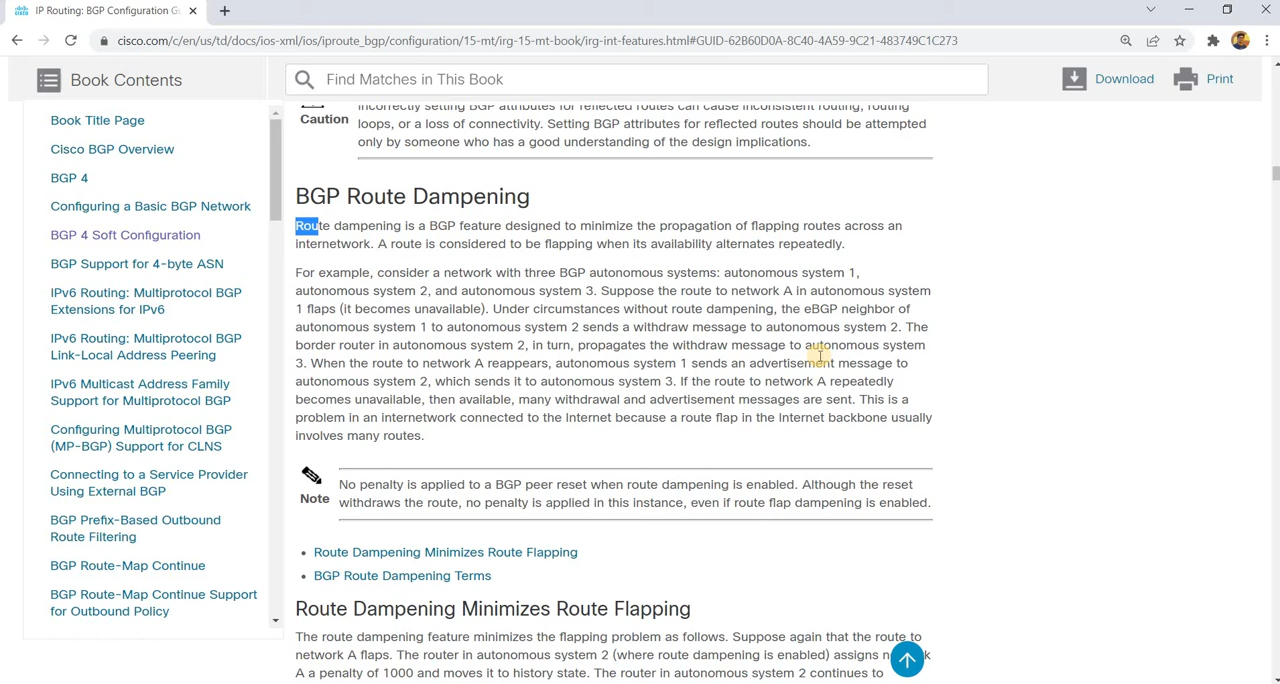 IP Routing: BGP Configuration G
cisco.com/c/en/us/td/docs/ios-xml/ios/iproute_bgp/configuration/15-mt/irg-15-mt-book/irg-int-features.html#GUID-62B60D0A-8C40-4A59-9C21-483749C1C273
Book Contents
Find Matches in This Book
Download
Print
Book Title Page
Cisco BGP Overview
BGP 4
Configuring a Basic BGP Network
BGP 4 Soft Configuration
BGP Support for 4-byte ASN
IPv6 Routing: Multiprotocol BGP
Extensions for IPv6
IPv6 Routing: Multiprotocol BGP
Link-Local Address Peering
IPv6 Multicast Address Family
Support for Multiprotocol BGP
Configuring Multiprotocol BGP
(MP-BGP) Support for CLNS
Connecting to a Service Provider
Using External BGP
BGP Prefix-Based Outbound
Route Filtering
BGP Route-Map Continue
BGP Route-Map Continue Support
for Outbound Policy
Incorrectly setting BGP attributes for reflected routes can cause inconsistent routing, routing
Caution
loops, or a loss of connectivity. Setting BGP attributes for reflected routes should be attempted
only by someone who has a good understanding of the design implications.
BGP Route Dampening
Route dampening is a BGP feature designed to minimize the propagation of flapping routes across an
internetwork. A route is considered to be flapping when its availability alternates repeatedly.
For example, consider a network with three BGP autonomous systems: autonomous system 1,
autonomous system 2, and autonomous system 3. Suppose the route to network A in autonomous system
1 flaps (it becomes unavailable). Under circumstances without route dampening, the eBGP neighbor of
autonomous system 1 to autonomous system 2 sends a withdraw message to autonomous system 2. The
border router in autonomous system 2, in turn, propagates the withdraw message to autonomous system
3. When the route to network A reappears, autonomous system 1 sends an advertisement message to
autonomous system 2, which sends it to autonomous system 3. If the route to network A repeatedly
becomes unavailable, then available, many withdrawal and advertisement messages are sent. This is a
problem in an internetwork connected to the Internet because a route flap in the Internet backbone usually
involves many routes.
Note
No penalty is applied to a BGP peer reset when route dampening is enabled. Although the reset
withdraws the route, no penalty is applied in this instance, even if route flap dampening is enabled.
• Route Dampening Minimizes Route Flapping
• BGP Route Dampening Terms
Route Dampening Minimizes Route Flapping
The route dampening feature minimizes the flapping problem as follows. Suppose again that the route to
network A flaps. The router in autonomous system 2 (where route dampening is enabled) assigns
A a penalty of 1000 and moves it to history state. The router in autonomous system 2 continues to